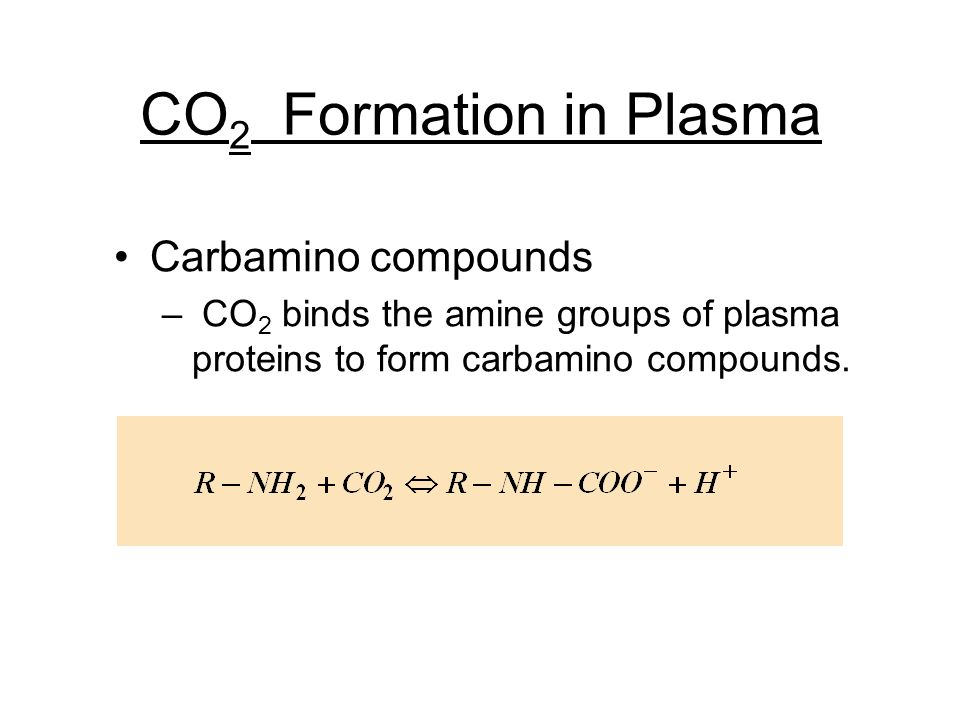 CO₂ Formation in Plasma
• Carbamino compounds
– CO₂ binds the amine groups of plasma
proteins to form carbamino compounds.
R – NH₂ + CO₂ ⇔ R – NH – COO⁻ + H⁺